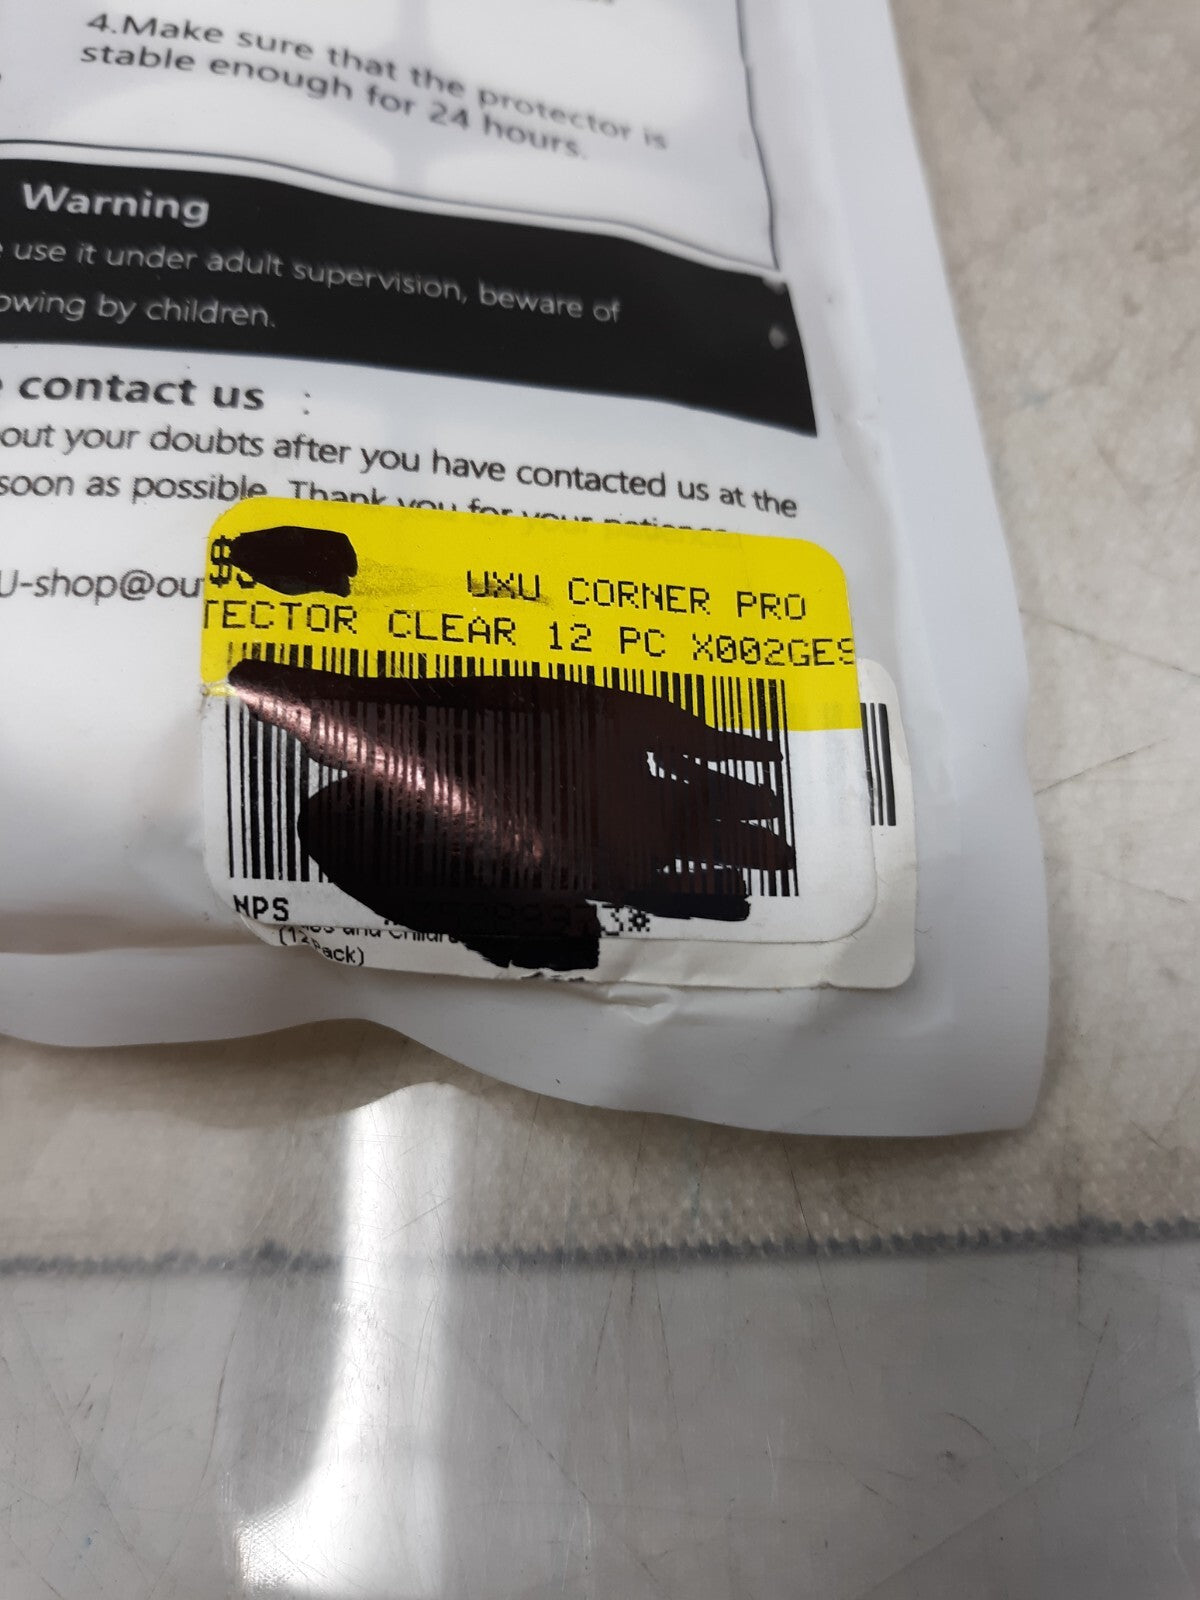 4.Make sure that the protector is
stable enough for 24 hours.
Warning
use it under adult supervision, beware of
owing by children.
contact us :
out your doubts after you have contacted us at the
soon as possible. Thank you for your patience
U-shop@ou
$ UXU CORNER PRO
TECTOR CLEAR 12 PC X002GES
NPS
and
(12 Pack)